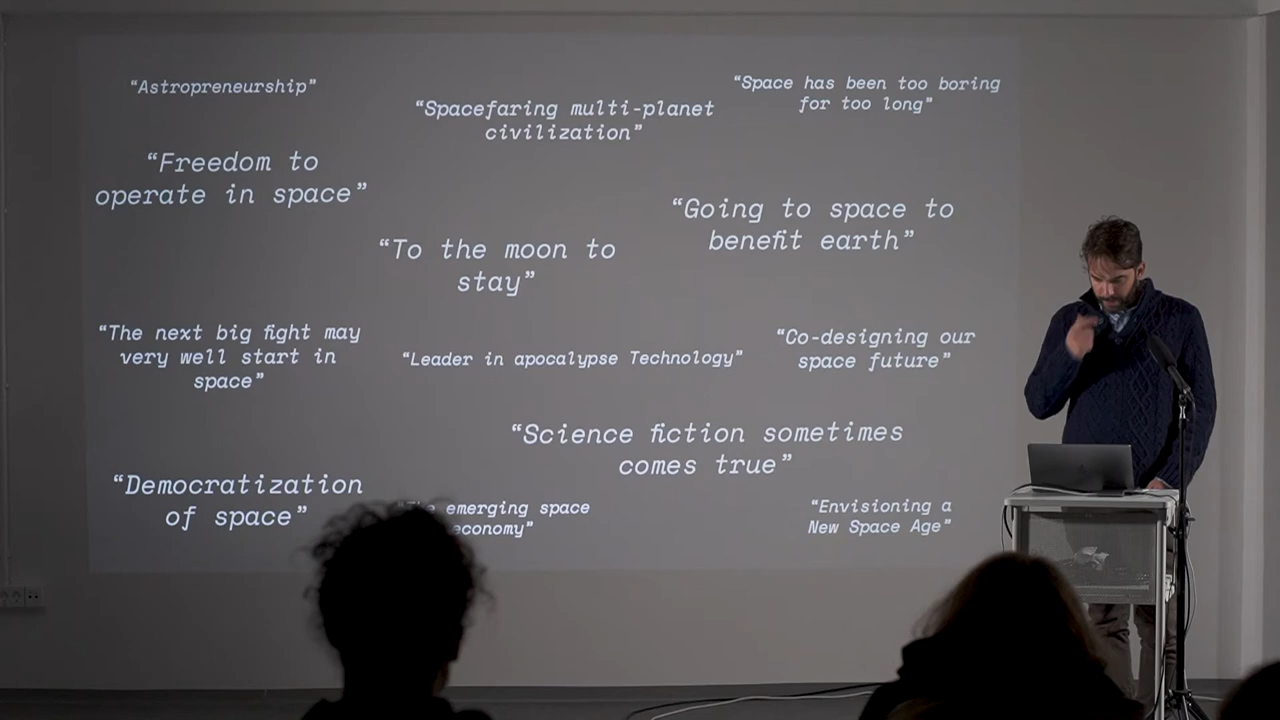 “Astropreneurship”
“Spacefaring multi-planet
civilization”
“Space has been too boring
for too long”
“Freedom to
operate in space”
“Going to space to
benefit earth”
“To the moon to
stay”
“The next big fight may
very well start in
space”
“Leader in apocalypse Technology”
“Co-designing our
space future”
“Science fiction sometimes
comes true”
“Democratization
of space”
emerging space
economy”
“Envisioning a
New Space Age”